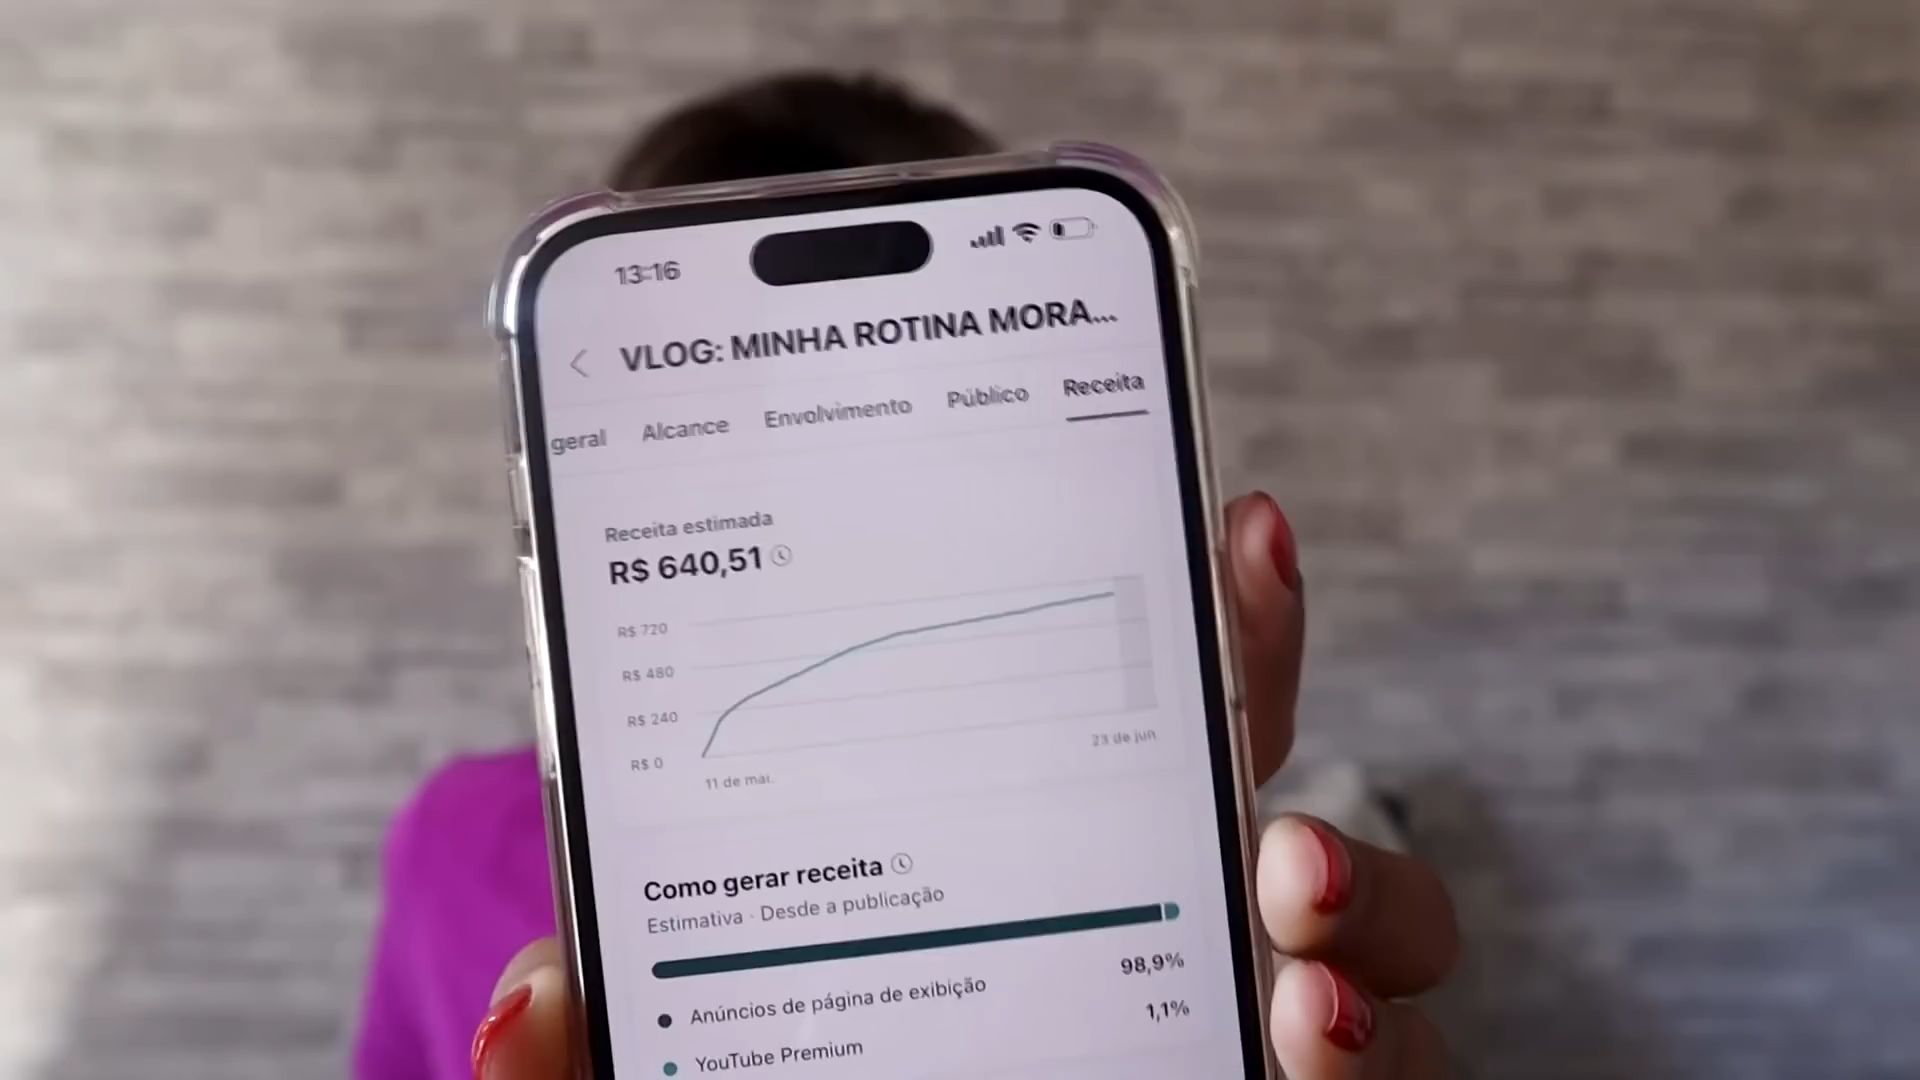 13:16
VLOG: MINHA ROTINA MORA...
geral Alcance Envolvimento Público Receita
Receita estimada
R$ 640,51
R$ 720
R$ 480
R$ 240
R$ 0
11 de mai. 23 de jun
Como gerar receita
Estimativa · Desde a publicação
Anúncios de página de exibição 98,9%
YouTube Premium 1,1%